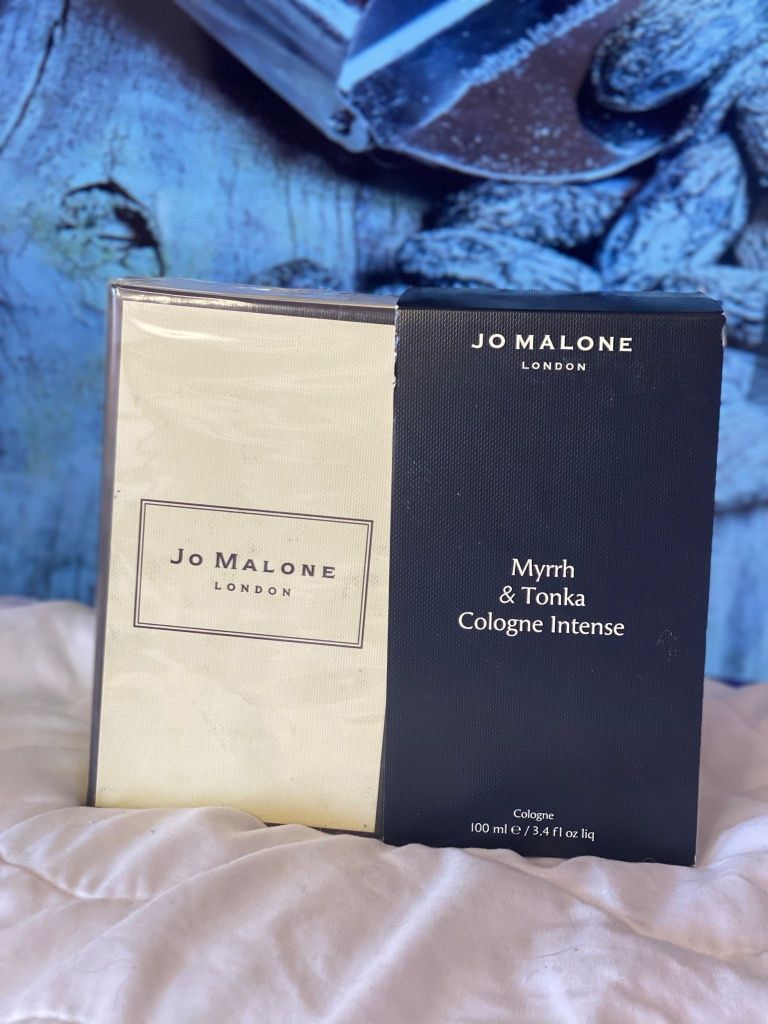 JO MALONE
LONDON
JO MALONE
LONDON
Myrrh
& Tonka
Cologne Intense
Cologne
100 ml e / 3.4 fl oz liq